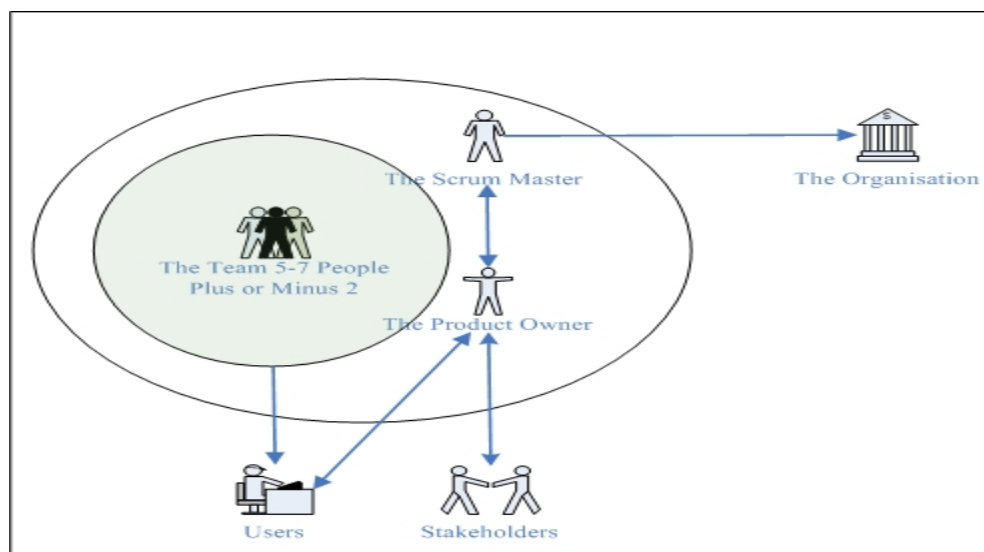 The Scrum Master
The Organisation
The Team 5-7 People
Plus or Minus 2
The Product Owner
Users
Stakeholders